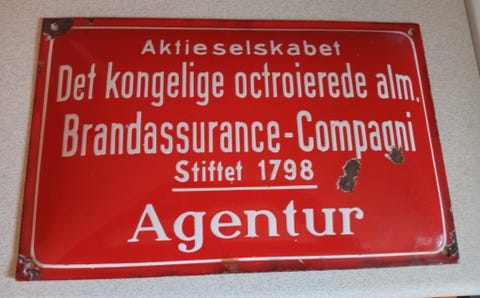 Aktieselskabet
Det kongelige octroierede alm.
Brandassurance-Compagni
Stiftet 1798
Agentur